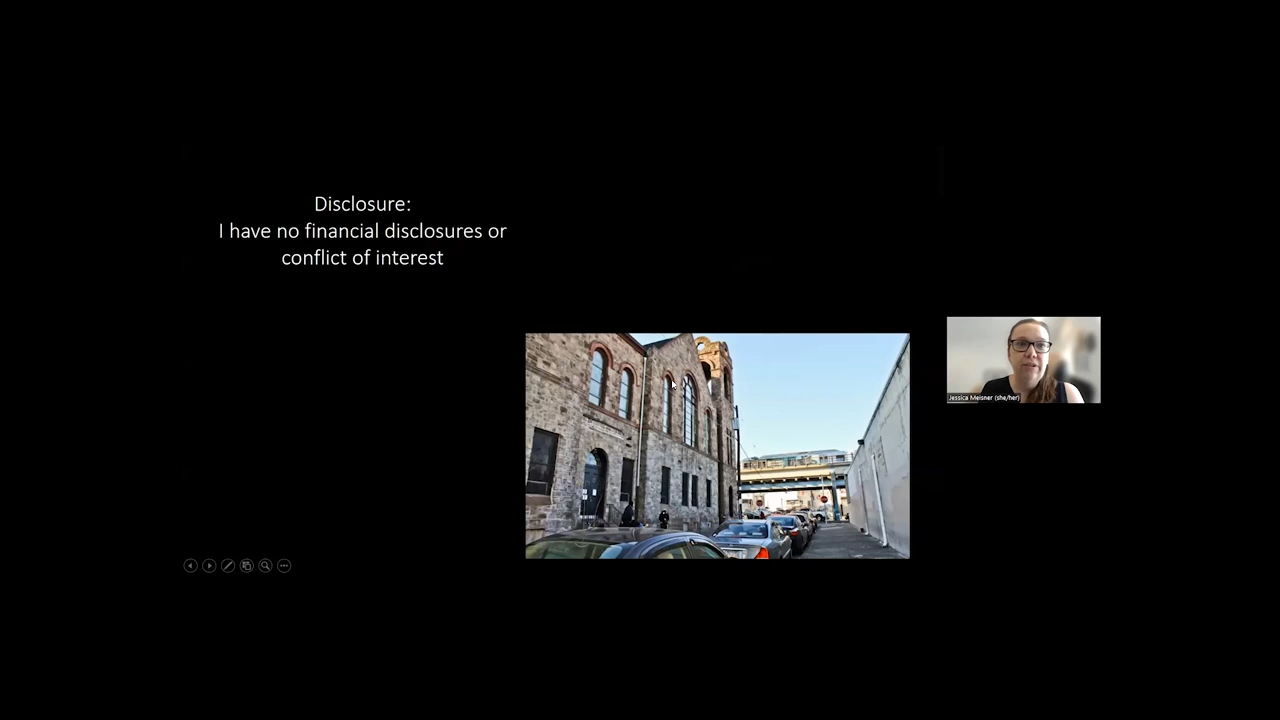 Disclosure:
I have no financial disclosures or
conflict of interest
Jessica Meisner (she/her)